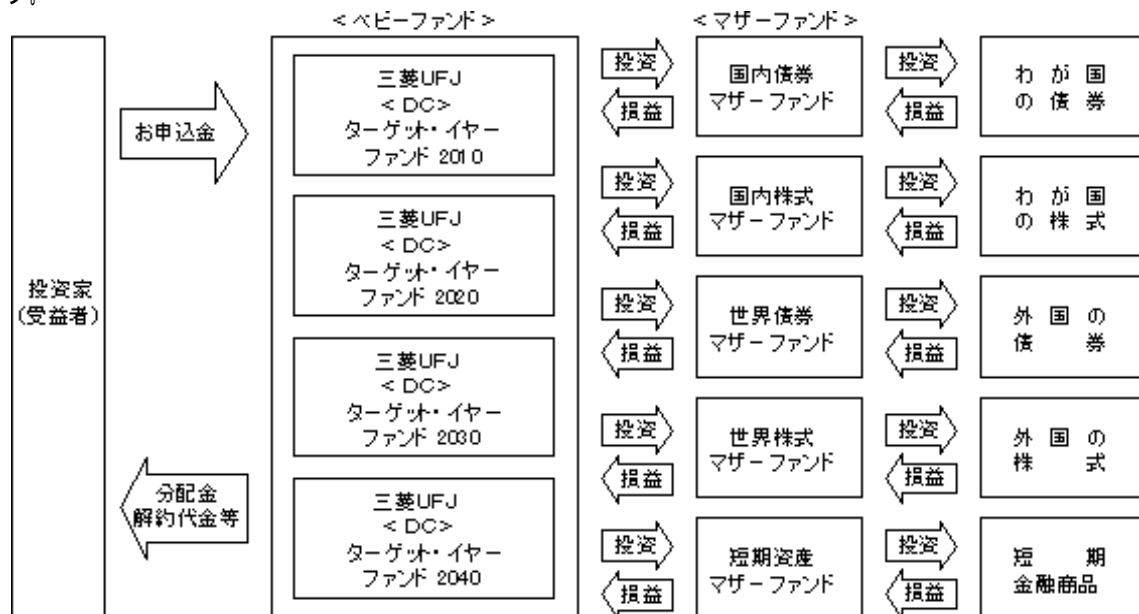 す。
<ベビーファンド>
<マザーファンド>
投資家
(受益者)
お申込金
分配金
解約代金等
三菱UFJ
<DC>
ターゲット・イヤー
ファンド 2010
三菱UFJ
<DC>
ターゲット・イヤー
ファンド 2020
三菱UFJ
<DC>
ターゲット・イヤー
ファンド 2030
三菱UFJ
<DC>
ターゲット・イヤー
ファンド 2040
投資
損益
国内債券
マザーファンド
投資
損益
わが国
の債券
投資
損益
国内株式
マザーファンド
投資
損益
わが国
の株式
投資
損益
世界債券
マザーファンド
投資
損益
外国の
債券
投資
損益
世界株式
マザーファンド
投資
損益
外国の
株式
投資
損益
短期資産
マザーファンド
投資
損益
短期
金融商品